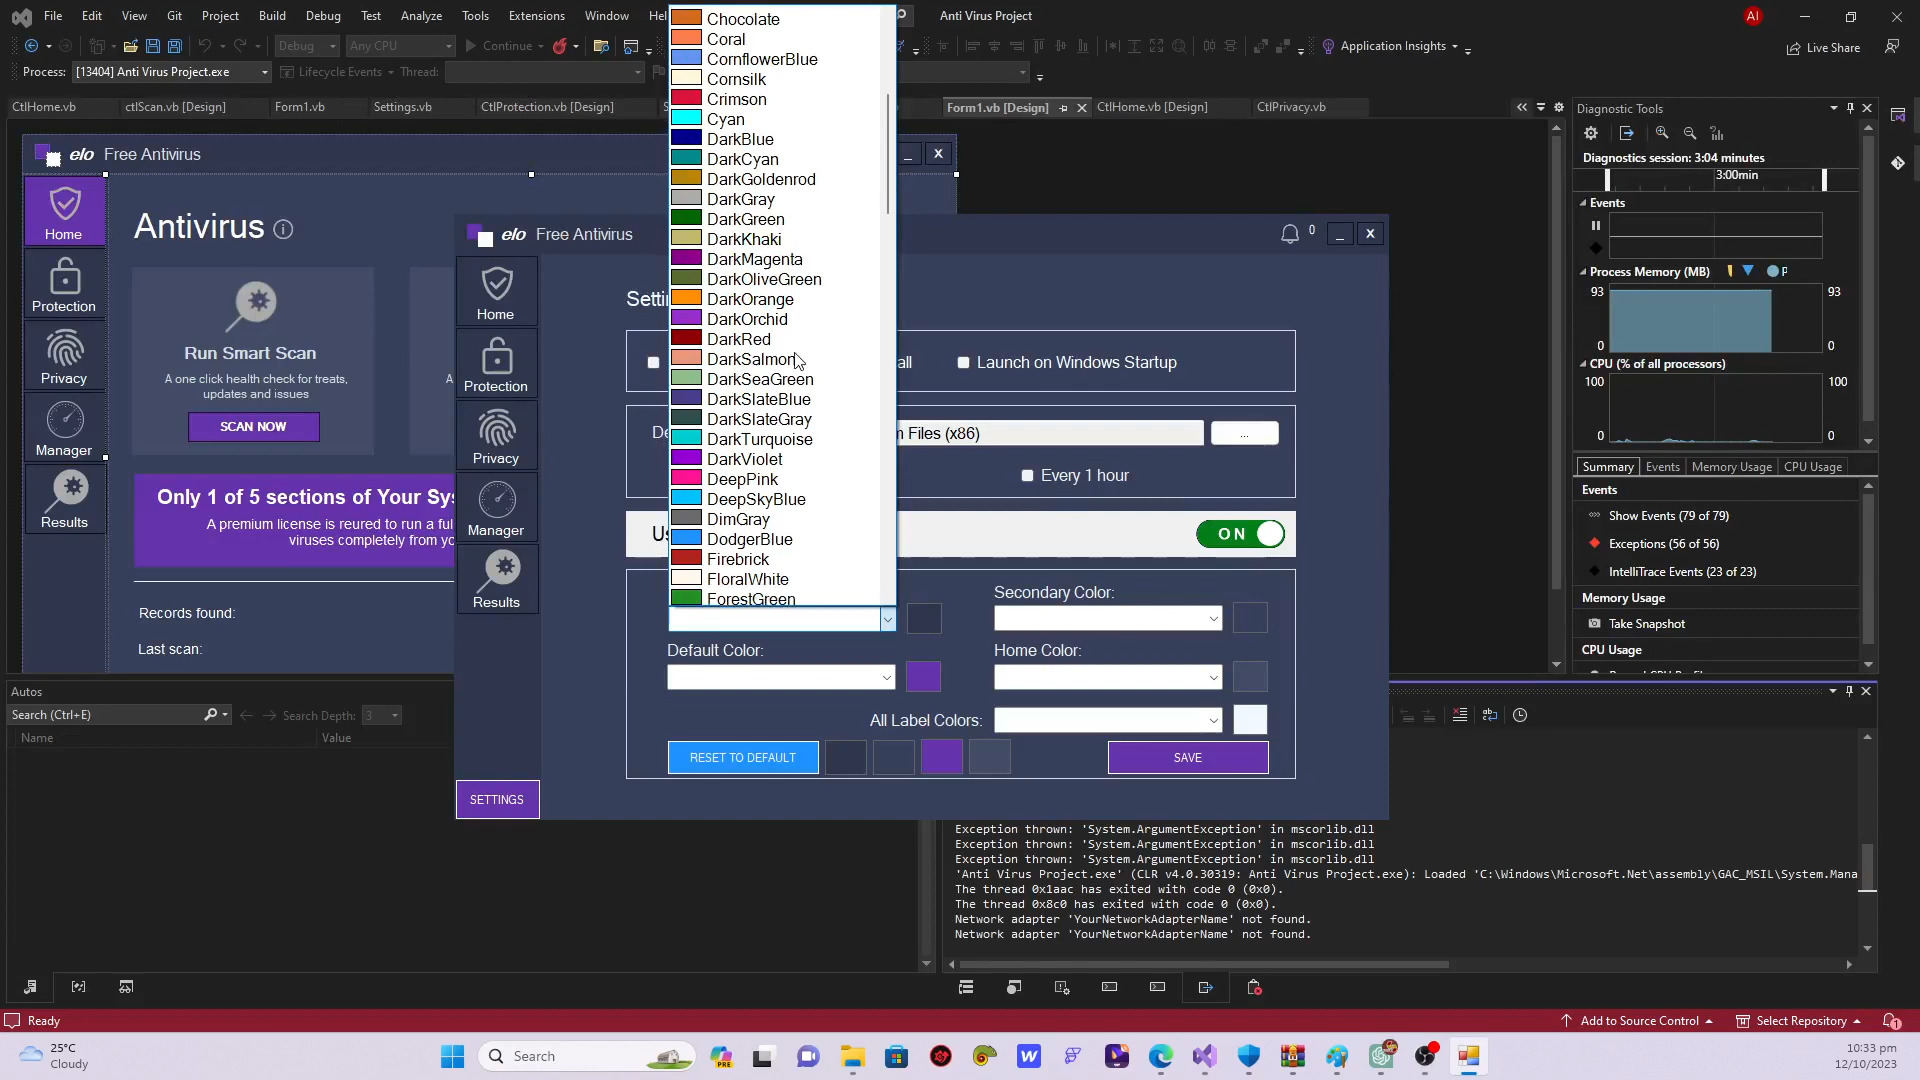 File Edit View Git Project Build Debug Test Analyze Tools Extensions Window Hel Anti Virus Project AI
Debug Any CPU Continue Application Insights Live Share
Process: [13404] Anti Virus Project.exe Lifecycle Events Thread:
CtlHome.vb ctlScan.vb [Design] Form1.vb Settings.vb CtlProtection.vb [Design] Form1.vb [Design] CtlHome.vb [Design] CtlPrivacy.vb
elo Free Antivirus _ X
Home
Protection
Privacy
Manager
Results
Antivirus
Run Smart Scan
A one click health check for treats,
updates and issues
SCAN NOW
Only 1 of 5 sections of Your Sys
A premium license is reured to run a full
viruses completely from yo
Records found:
Last scan:
Chocolate
Coral
CornflowerBlue
Cornsilk
Crimson
Cyan
DarkBlue
DarkCyan
DarkGoldenrod
DarkGray
DarkGreen
DarkKhaki
DarkMagenta
DarkOliveGreen
DarkOrange
DarkOrchid
DarkRed
DarkSalmon
DarkSeaGreen
DarkSlateBlue
DarkSlateGray
DarkTurquoise
DarkViolet
DeepPink
DeepSkyBlue
DimGray
DodgerBlue
Firebrick
FloralWhite
ForestGreen
elo Free Antivirus 0 _ X
Home
Protection
Privacy
Manager
Results
SETTINGS
Setti
all Launch on Windows Startup
De m Files (x86) ...
Every 1 hour
Us ON
Secondary Color:
Default Color: Home Color:
All Label Colors:
RESET TO DEFAULT SAVE
Diagnostic Tools
Diagnostics session: 3:04 minutes
3:00min
Events
Process Memory (MB) P
93 93
0 0
CPU (% of all processors)
100 100
0 0
Summary Events Memory Usage CPU Usage
Events
Show Events (79 of 79)
Exceptions (56 of 56)
IntelliTrace Events (23 of 23)
Memory Usage
Take Snapshot
CPU Usage
Autos
Search (Ctrl+E) Search Depth: 3
Name Value
Exception thrown: 'System.ArgumentException' in mscorlib.dll
Exception thrown: 'System.ArgumentException' in mscorlib.dll
Exception thrown: 'System.ArgumentException' in mscorlib.dll
'Anti Virus Project.exe' (CLR v4.0.30319: Anti Virus Project.exe): Loaded 'C:\Windows\Microsoft.Net\assembly\GAC_MSIL\System.Mana
The thread 0x1aac has exited with code 0 (0x0).
The thread 0x8c0 has exited with code 0 (0x0).
Network adapter 'YourNetworkAdapterName' not found.
Network adapter 'YourNetworkAdapterName' not found.
Ready Add to Source Control Select Repository 1
25°C
Cloudy
Search
PRE
W
10:33 pm
12/10/2023